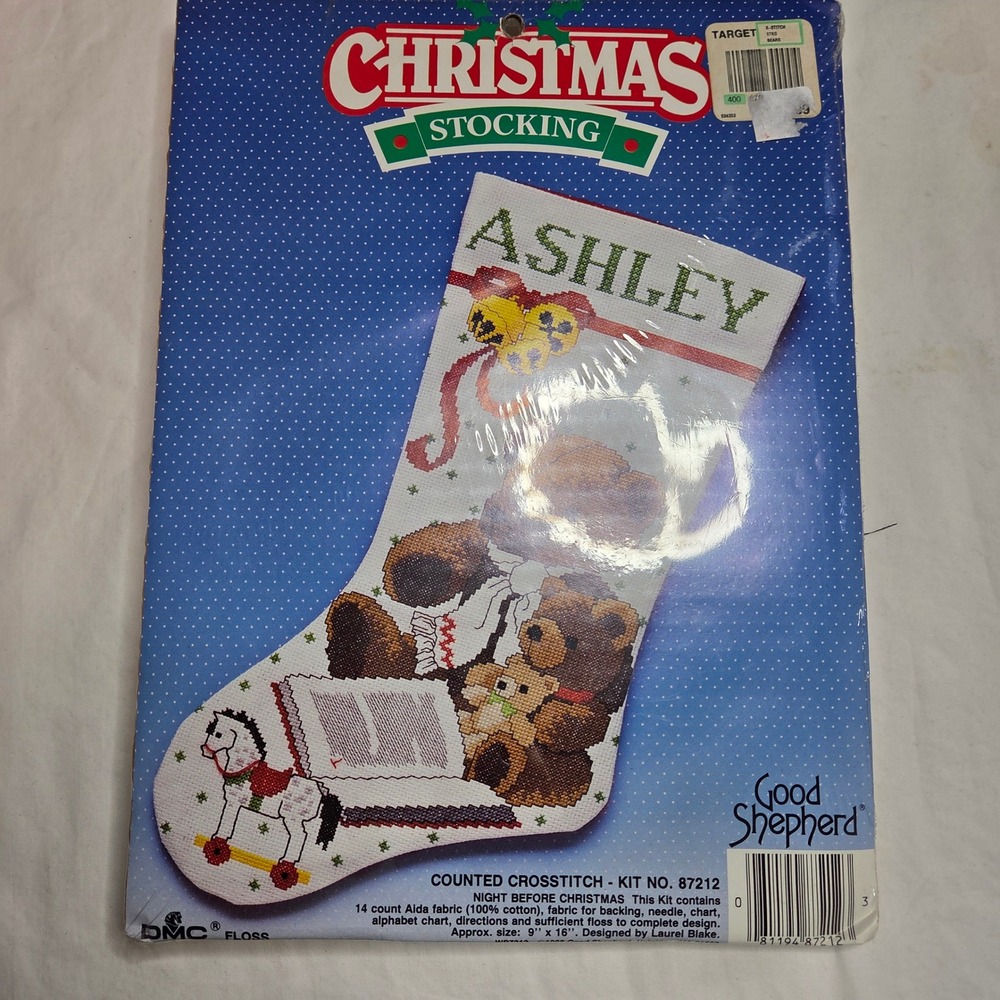 CHRISTMAS
STOCKING
TARGET
X-STITCH
BEARS
400
ASHLEY
Good
Shepherd®
COUNTED CROSSTITCH - KIT NO. 87212
NIGHT BEFORE CHRISTMAS This Kit contains
14 count Aida fabric (100% cotton), fabric for backing, needle, chart,
alphabet chart, directions and sufficient floss to complete design.
Approx. size: 9" x 16". Designed by Laurel Blake.
DMC® FLOSS
0 81194 87212 3